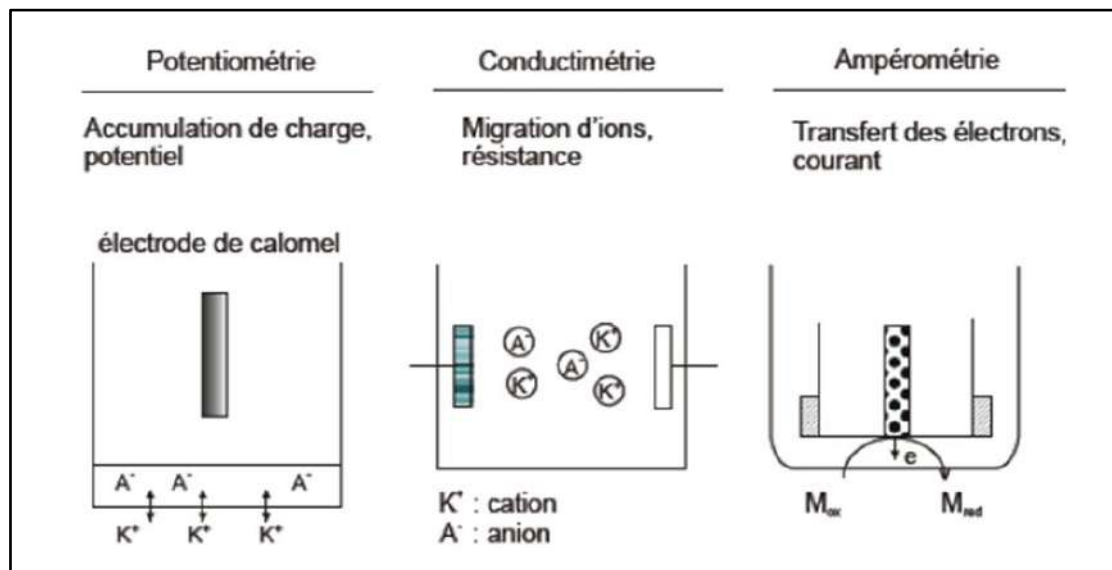 Potentiométrie
Accumulation de charge,
potentiel
électrode de calomel
A⁻ A⁻ A⁻
K⁺ K⁺ K⁺
Conductimétrie
Migration d'ions,
résistance
A⁻ K⁺
A⁻
K⁺ K⁺
K⁺ : cation
A⁻ : anion
Ampérométrie
Transfert des électrons,
courant
e
Mox Mred